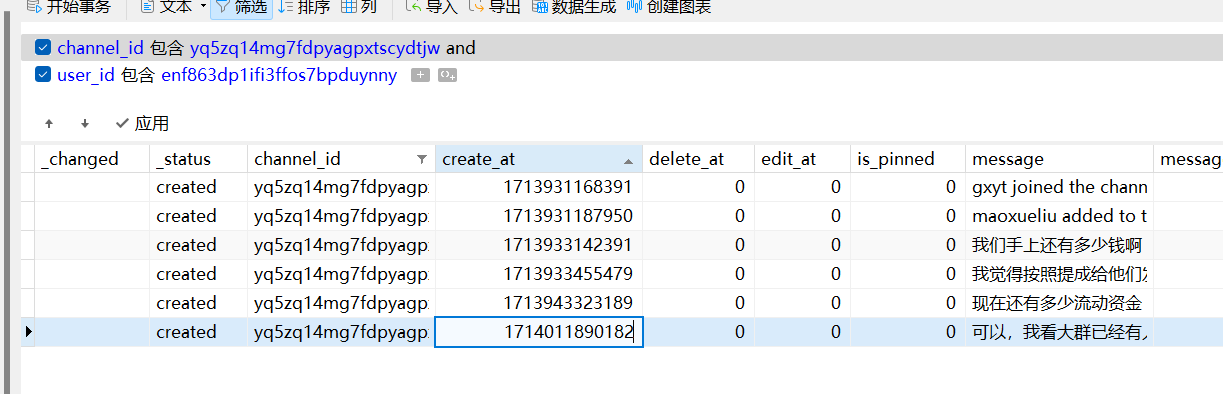 开始事务 文本 筛选 排序 列 导入 导出 数据生成 创建图表
channel_id 包含 yq5zq14mg7fdpyagpxtscydtjw and
user_id 包含 enf863dp1ifi3ffos7bpduynny
应用
_changed _status channel_id create_at delete_at edit_at is_pinned message messag
created yq5zq14mg7fdpyagp 1713931168391 0 0 0 gxyt joined the chann
created yq5zq14mg7fdpyagp 1713931187950 0 0 0 maoxueliu added to t
created yq5zq14mg7fdpyagp 1713933142391 0 0 0 我们手上还有多少钱啊
created yq5zq14mg7fdpyagp 1713933455479 0 0 0 我觉得按照提成给他们
created yq5zq14mg7fdpyagp 1713943323189 0 0 0 现在还有多少流动资金
created yq5zq14mg7fdpyagp 1714011890182 0 0 0 可以，我看大群已经有